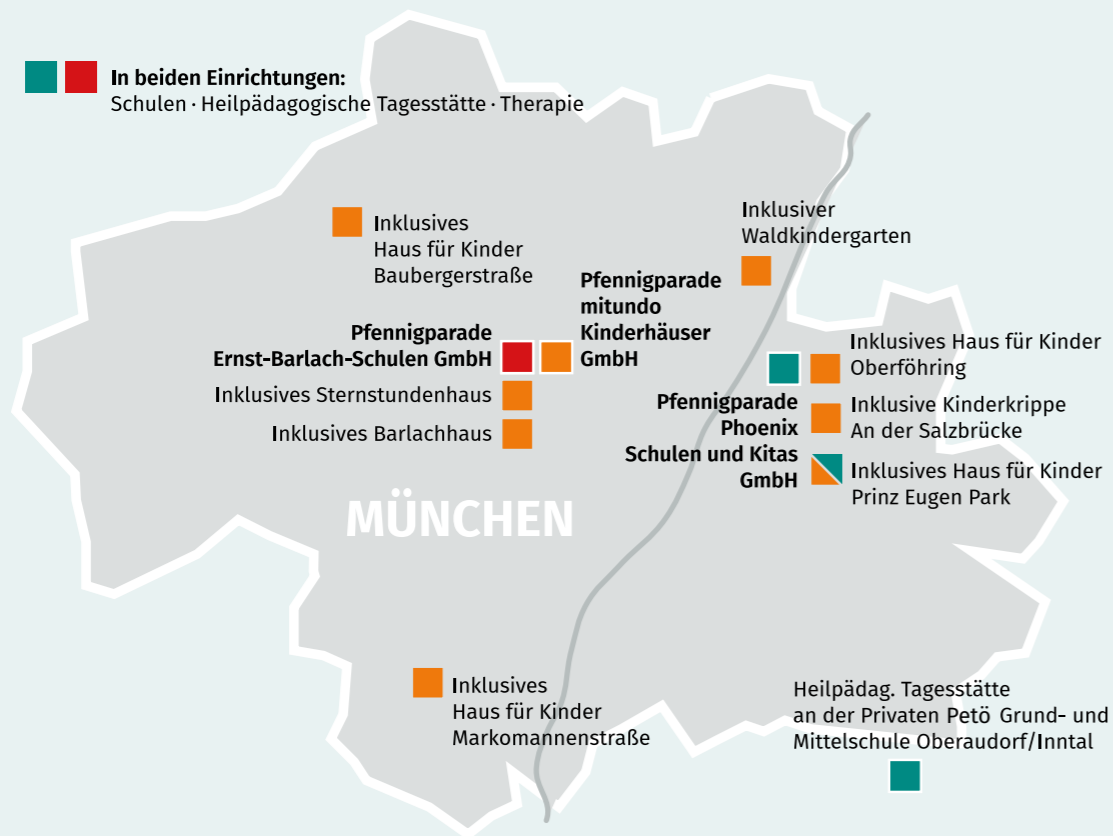 In beiden Einrichtungen:
Schulen · Heilpädagogische Tagesstätte · Therapie
Inklusives
Haus für Kinder
Baubergerstraße
Inklusiver
Waldkindergarten
Pfennigparade
mitundo
Kinderhäuser
GmbH
Pfennigparade
Ernst-Barlach-Schulen GmbH
Inklusives Sternstundenhaus
Inklusives Barlachhaus
Inklusives Haus für Kinder
Oberföhring
Pfennigparade
Phoenix
Schulen und Kitas
GmbH
Inklusive Kinderkrippe
An der Salzbrücke
Inklusives Haus für Kinder
Prinz Eugen Park
MÜNCHEN
Inklusives
Haus für Kinder
Markomannenstraße
Heilpädag. Tagesstätte
an der Privaten Petö Grund- und
Mittelschule Oberaudorf/Inntal